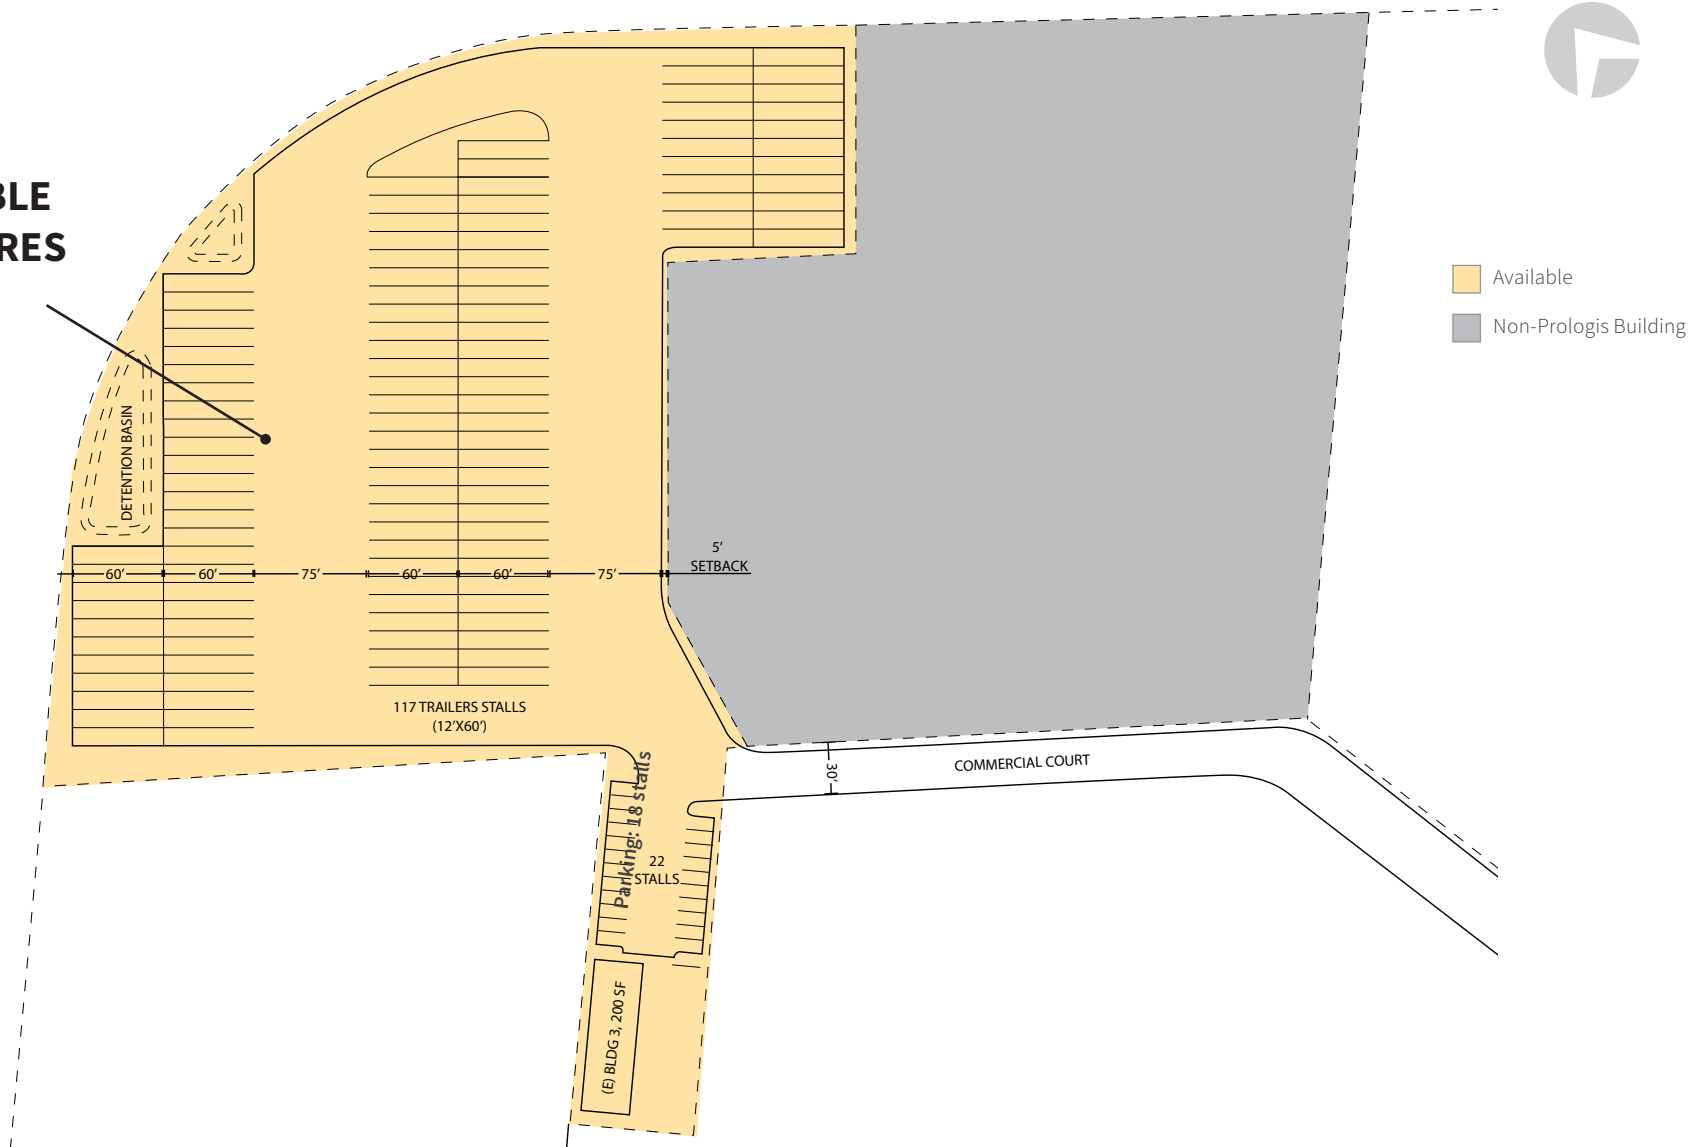 BLE
RES
Available
Non-Prologis Building
DETENTION BASIN
5’
SETBACK
60’
60’
75’
60’
60’
75’
117 TRAILERS STALLS
(12’X60’)
COMMERCIAL COURT
30’
Parking: 18 stalls
22
STALLS
(E) BLDG 3, 200 SF